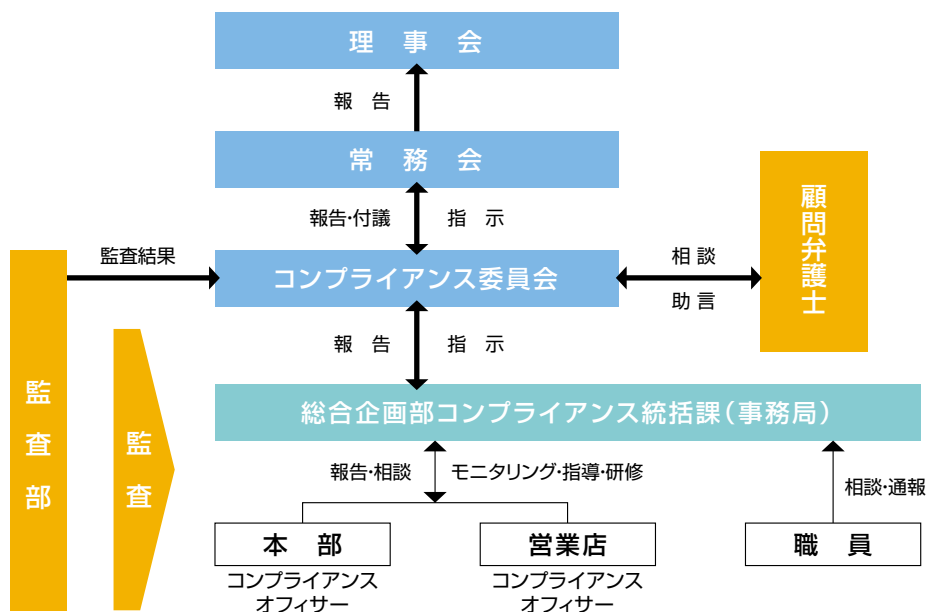 理事会
報告
常務会
報告・付議
指示
顧問弁護士
監査結果
コンプライアンス委員会
相談
助言
報告
指示
監査部
監査
総合企画部コンプライアンス統括課（事務局）
報告・相談
モニタリング・指導・研修
相談・通報
本部
営業店
職員
コンプライアンス
オフィサー
コンプライアンス
オフィサー